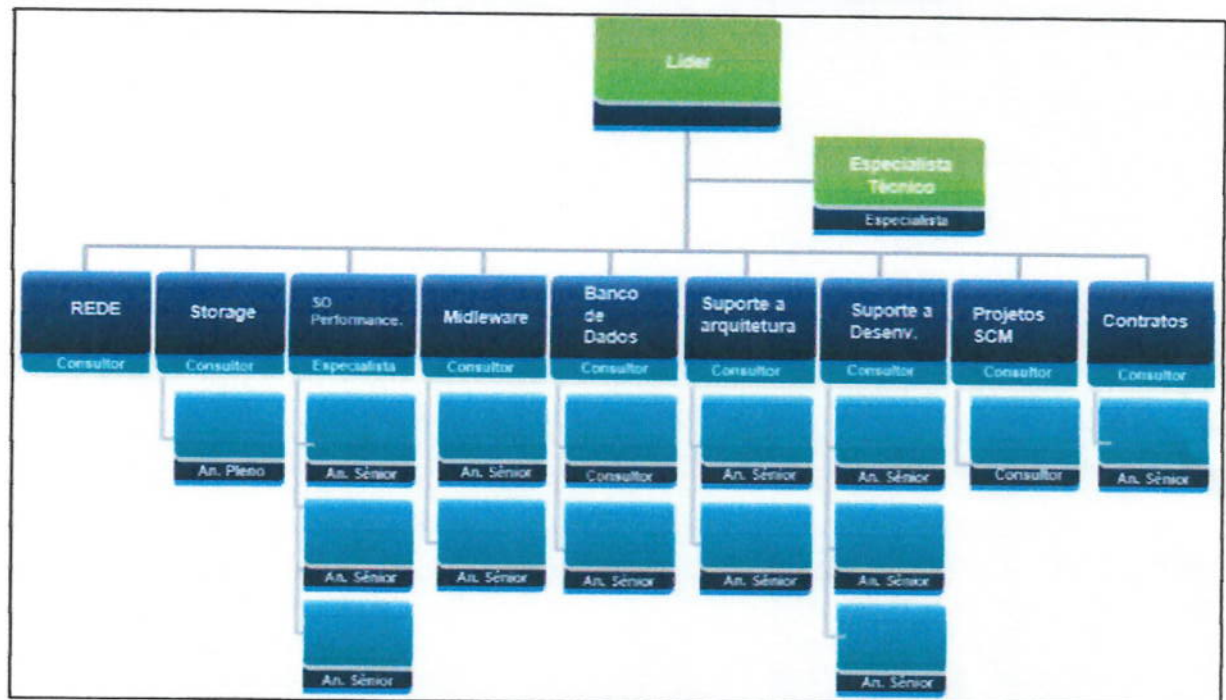 Líder
Especialista
Técnico
Especialista
REDE
Consultor
Storage
Consultor
SO
Performance.
Especialista
Midleware
Consultor
Banco
de
Dados
Consultor
Suporte a
arquitetura
Consultor
Suporte a
Desenv.
Consultor
Projetos
SCM
Consultor
Contratos
Consultor
An. Pleno
An. Sênior
An. Sênior
Consultor
An. Sênior
An. Sênior
Consultor
An. Sênior
An. Sênior
An. Sênior
An. Sênior
An. Sênior
An. Sênior
An. Sênior
An. Sênior